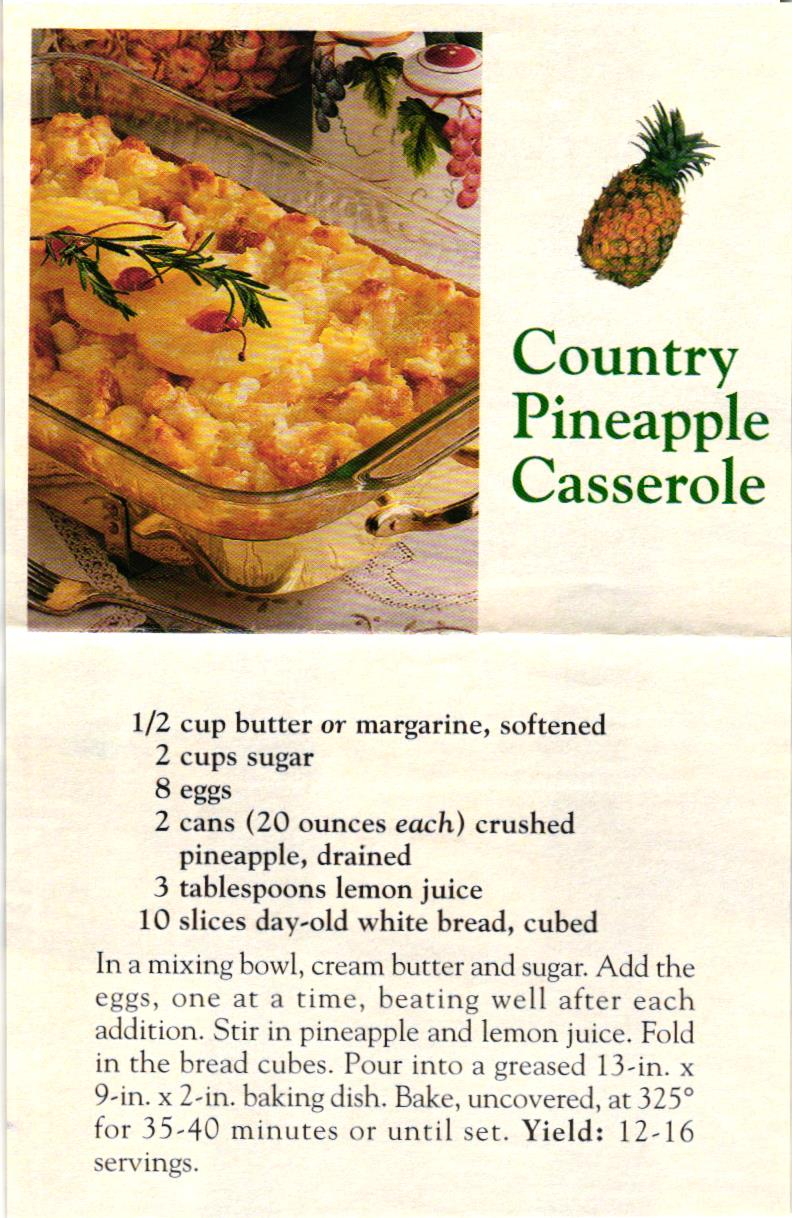 Country
Pineapple
Casserole
1/2 cup butter or margarine, softened
2 cups sugar
8 eggs
2 cans (20 ounces each) crushed
pineapple, drained
3 tablespoons lemon juice
10 slices day-old white bread, cubed
In a mixing bowl, cream butter and sugar. Add the
eggs, one at a time, beating well after each
addition. Stir in pineapple and lemon juice. Fold
in the bread cubes. Pour into a greased 13-in. x
9-in. x 2-in. baking dish. Bake, uncovered, at 325°
for 35-40 minutes or until set. Yield: 12-16
servings.